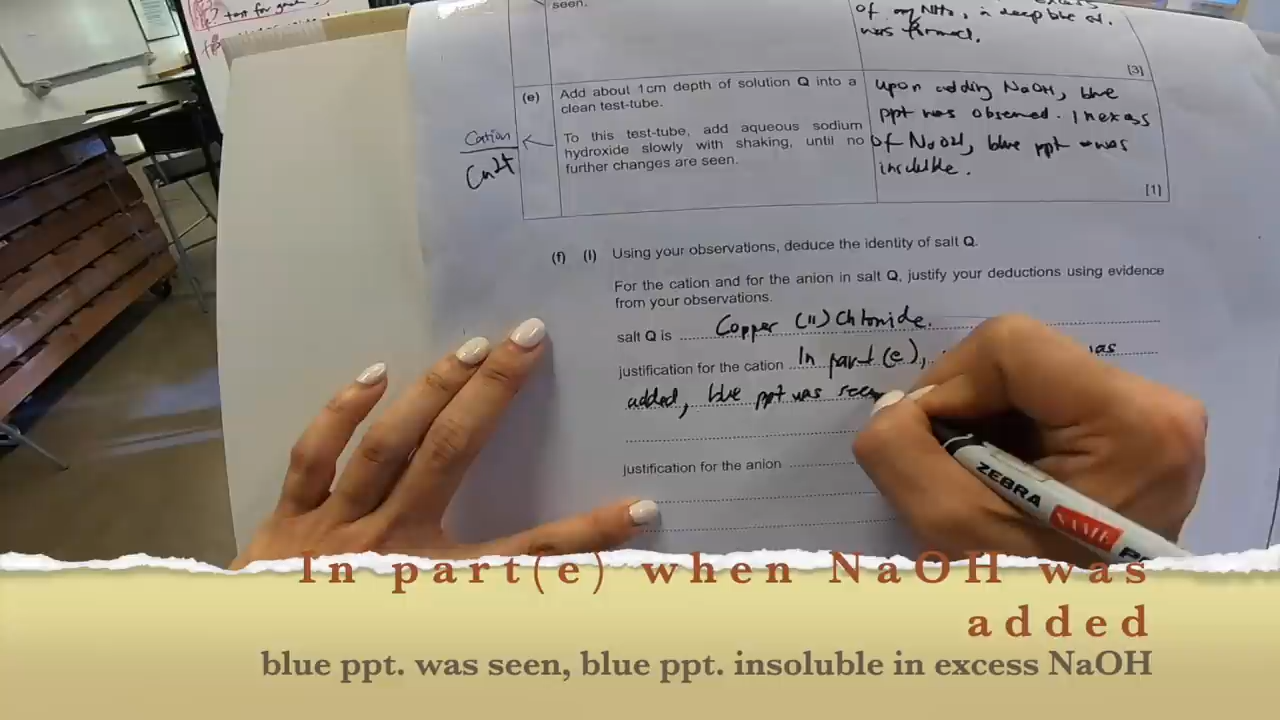 test for
seen.
of aq NH3, a deep blue sol.
was formed.
[3]
(e)
Add about 1cm depth of solution Q into a
clean test-tube.
To this test-tube, add aqueous sodium
hydroxide slowly with shaking, until no
further changes are seen.
Cation
Cu2+
upon adding NaOH, blue
ppt was observed. In excess
of NaOH, blue ppt was
insoluble.
[1]
(f) (i) Using your observations, deduce the identity of salt Q.
For the cation and for the anion in salt Q, justify your deductions using evidence
from your observations.
salt Q is Copper (II) Chloride.
justification for the cation In part (e), was
added, blue ppt was seen
justification for the anion
ZEBRA
NAME
In part(e) when NaOH was
added
blue ppt. was seen, blue ppt. insoluble in excess NaOH